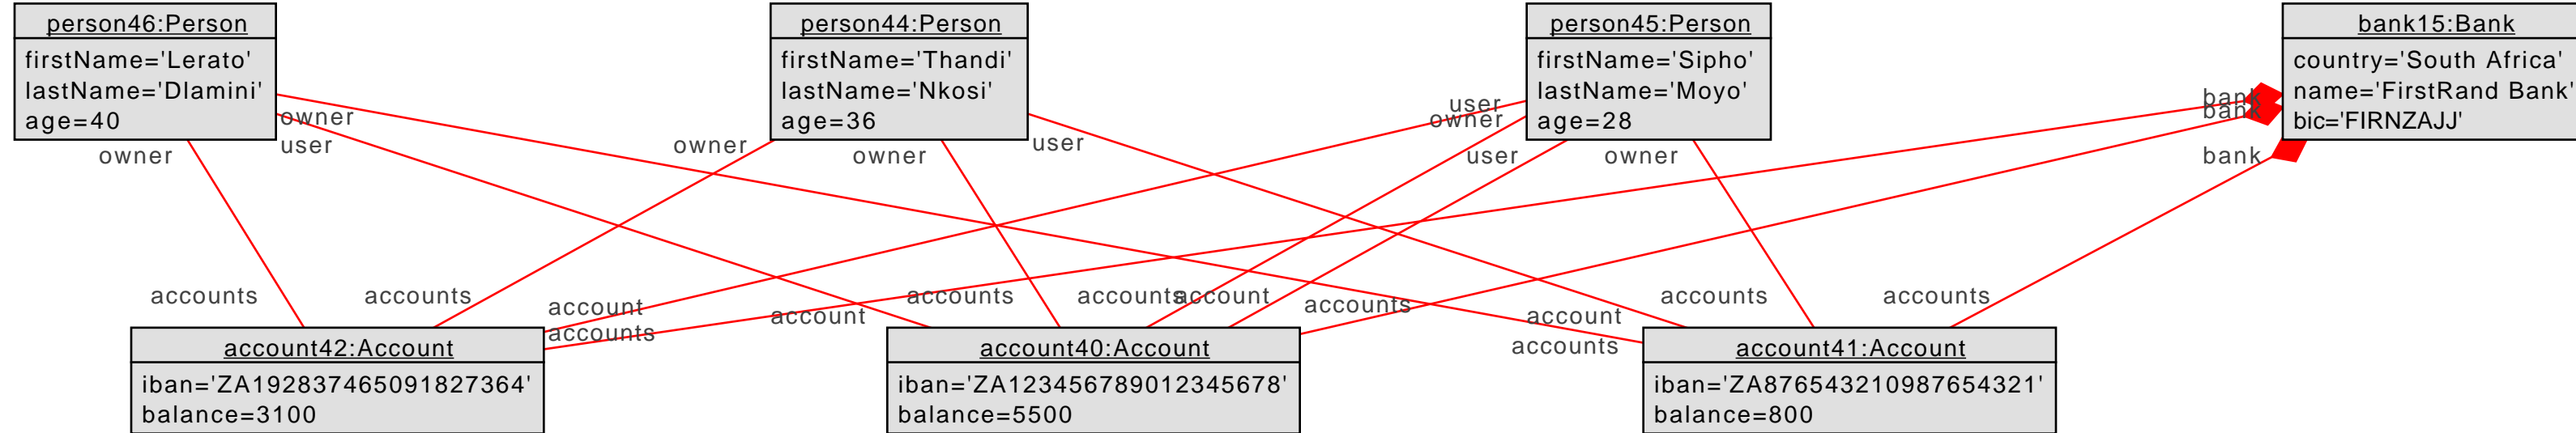 person46:Person
firstName='Lerato'
lastName='Dlamini'
age=40
person44:Person
firstName='Thandi'
lastName='Nkosi'
age=36
person45:Person
firstName='Sipho'
lastName='Moyo'
age=28
bank15:Bank
country='South Africa'
name='FirstRand Bank'
bic='FIRNZAJJ'
owner
user
owner
owner
owner
user
user
owner
user
owner
bank
bank
bank
accounts
accounts
account
accounts
account
accounts
accounts
account
accounts
account
accounts
accounts
accounts
account42:Account
iban='ZA192837465091827364'
balance=3100
account40:Account
iban='ZA123456789012345678'
balance=5500
account41:Account
iban='ZA876543210987654321'
balance=800